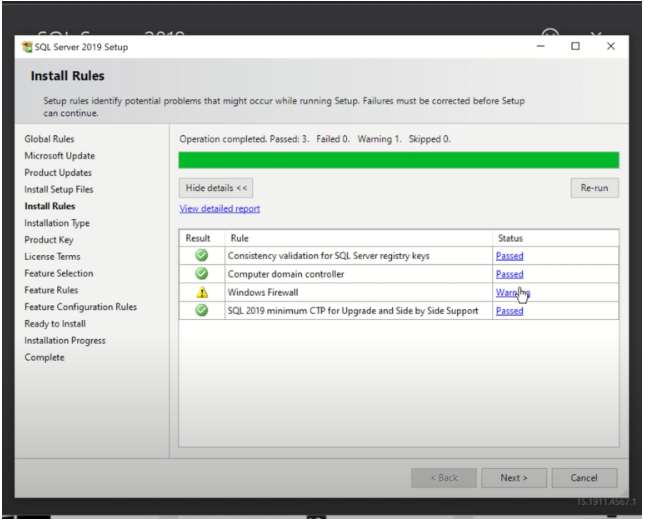 SQL Server 2019
SQL Server 2019 Setup
Install Rules
Setup rules identify potential problems that might occur while running Setup. Failures must be corrected before Setup
can continue.
Global Rules
Microsoft Update
Product Updates
Install Setup Files
Install Rules
Installation Type
Product Key
License Terms
Feature Selection
Feature Rules
Feature Configuration Rules
Ready to Install
Installation Progress
Complete
Operation completed. Passed: 3. Failed 0. Warning 1. Skipped 0.
Hide details <<
Re-run
View detailed report
Result Rule Status
Consistency validation for SQL Server registry keys Passed
Computer domain controller Passed
Windows Firewall Warning
SQL 2019 minimum CTP for Upgrade and Side by Side Support Passed
< Back Next > Cancel
15.1911.4567.1